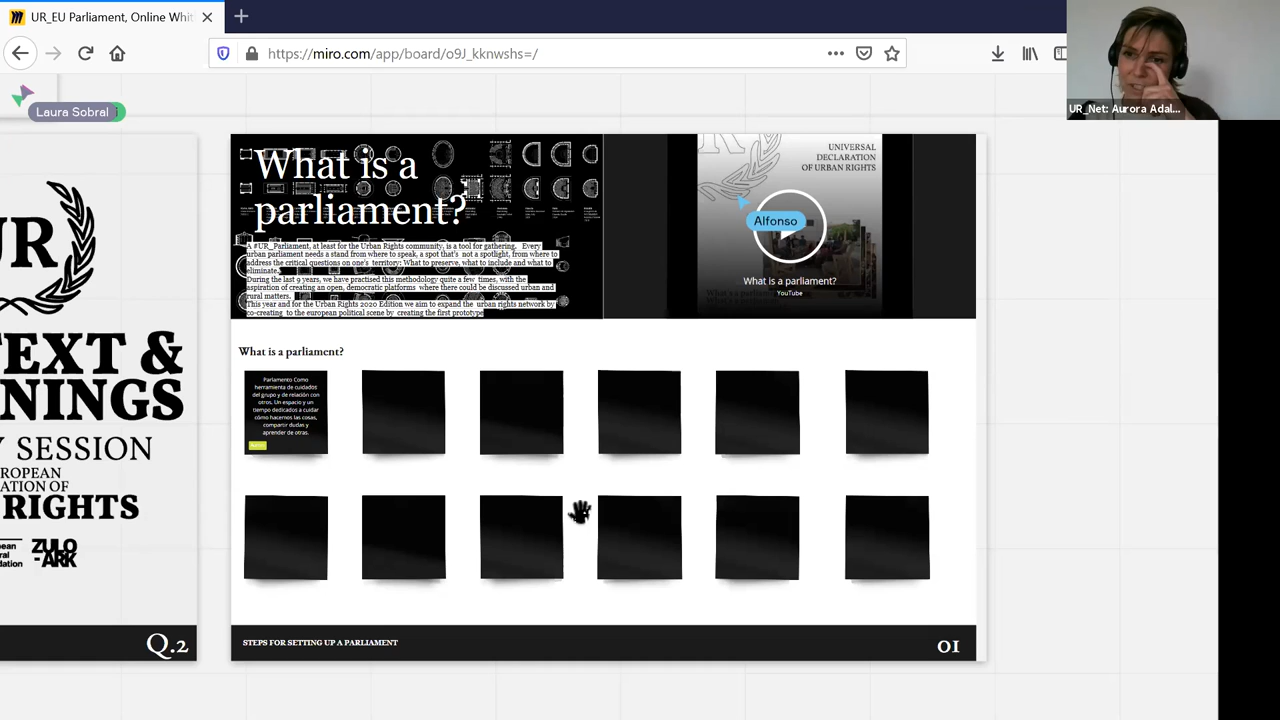 UR_EU Parliament, Online Whit
https://miro.com/app/board/o9J_kknwshs=/
UR_Net: Aurora Adal...
Laura Sobral
UR
TEXT &
NINGS
Y SESSION
ROPEAN
ATION OF
RIGHTS
pean
ral
ndation
ZULO
-ARK
Q.2
What is a
parliament?
A #UR_Parliament, at least for the Urban Rights community, is a tool for gathering. Every
urban parliament needs a stand from where to speak, a spot that's not a spotlight, from where to
address the critical questions on one's territory: What to preserve, what to include and what to
eliminate.
During the last 9 years, we have practised this methodology quite a few times, with the
aspiration of creating an open, democratic platforms where there could be discussed urban and
rural matters.
This year and for the Urban Rights 2020 Edition we aim to expand the urban rights network by
co-creating to the european political scene by creating the first prototype
UNIVERSAL
DECLARATION
OF URBAN RIGHTS
Alfonso
What is a parliament?
YouTube
What is a parliament?
Parlamento Como
herramienta de cuidados
del grupo y de relación con
otros. Un espacio y un
tiempo dedicados a cuidar
cómo hacemos las cosas,
compartir dudas y
aprender de otras.
STEPS FOR SETTING UP A PARLIAMENT
01